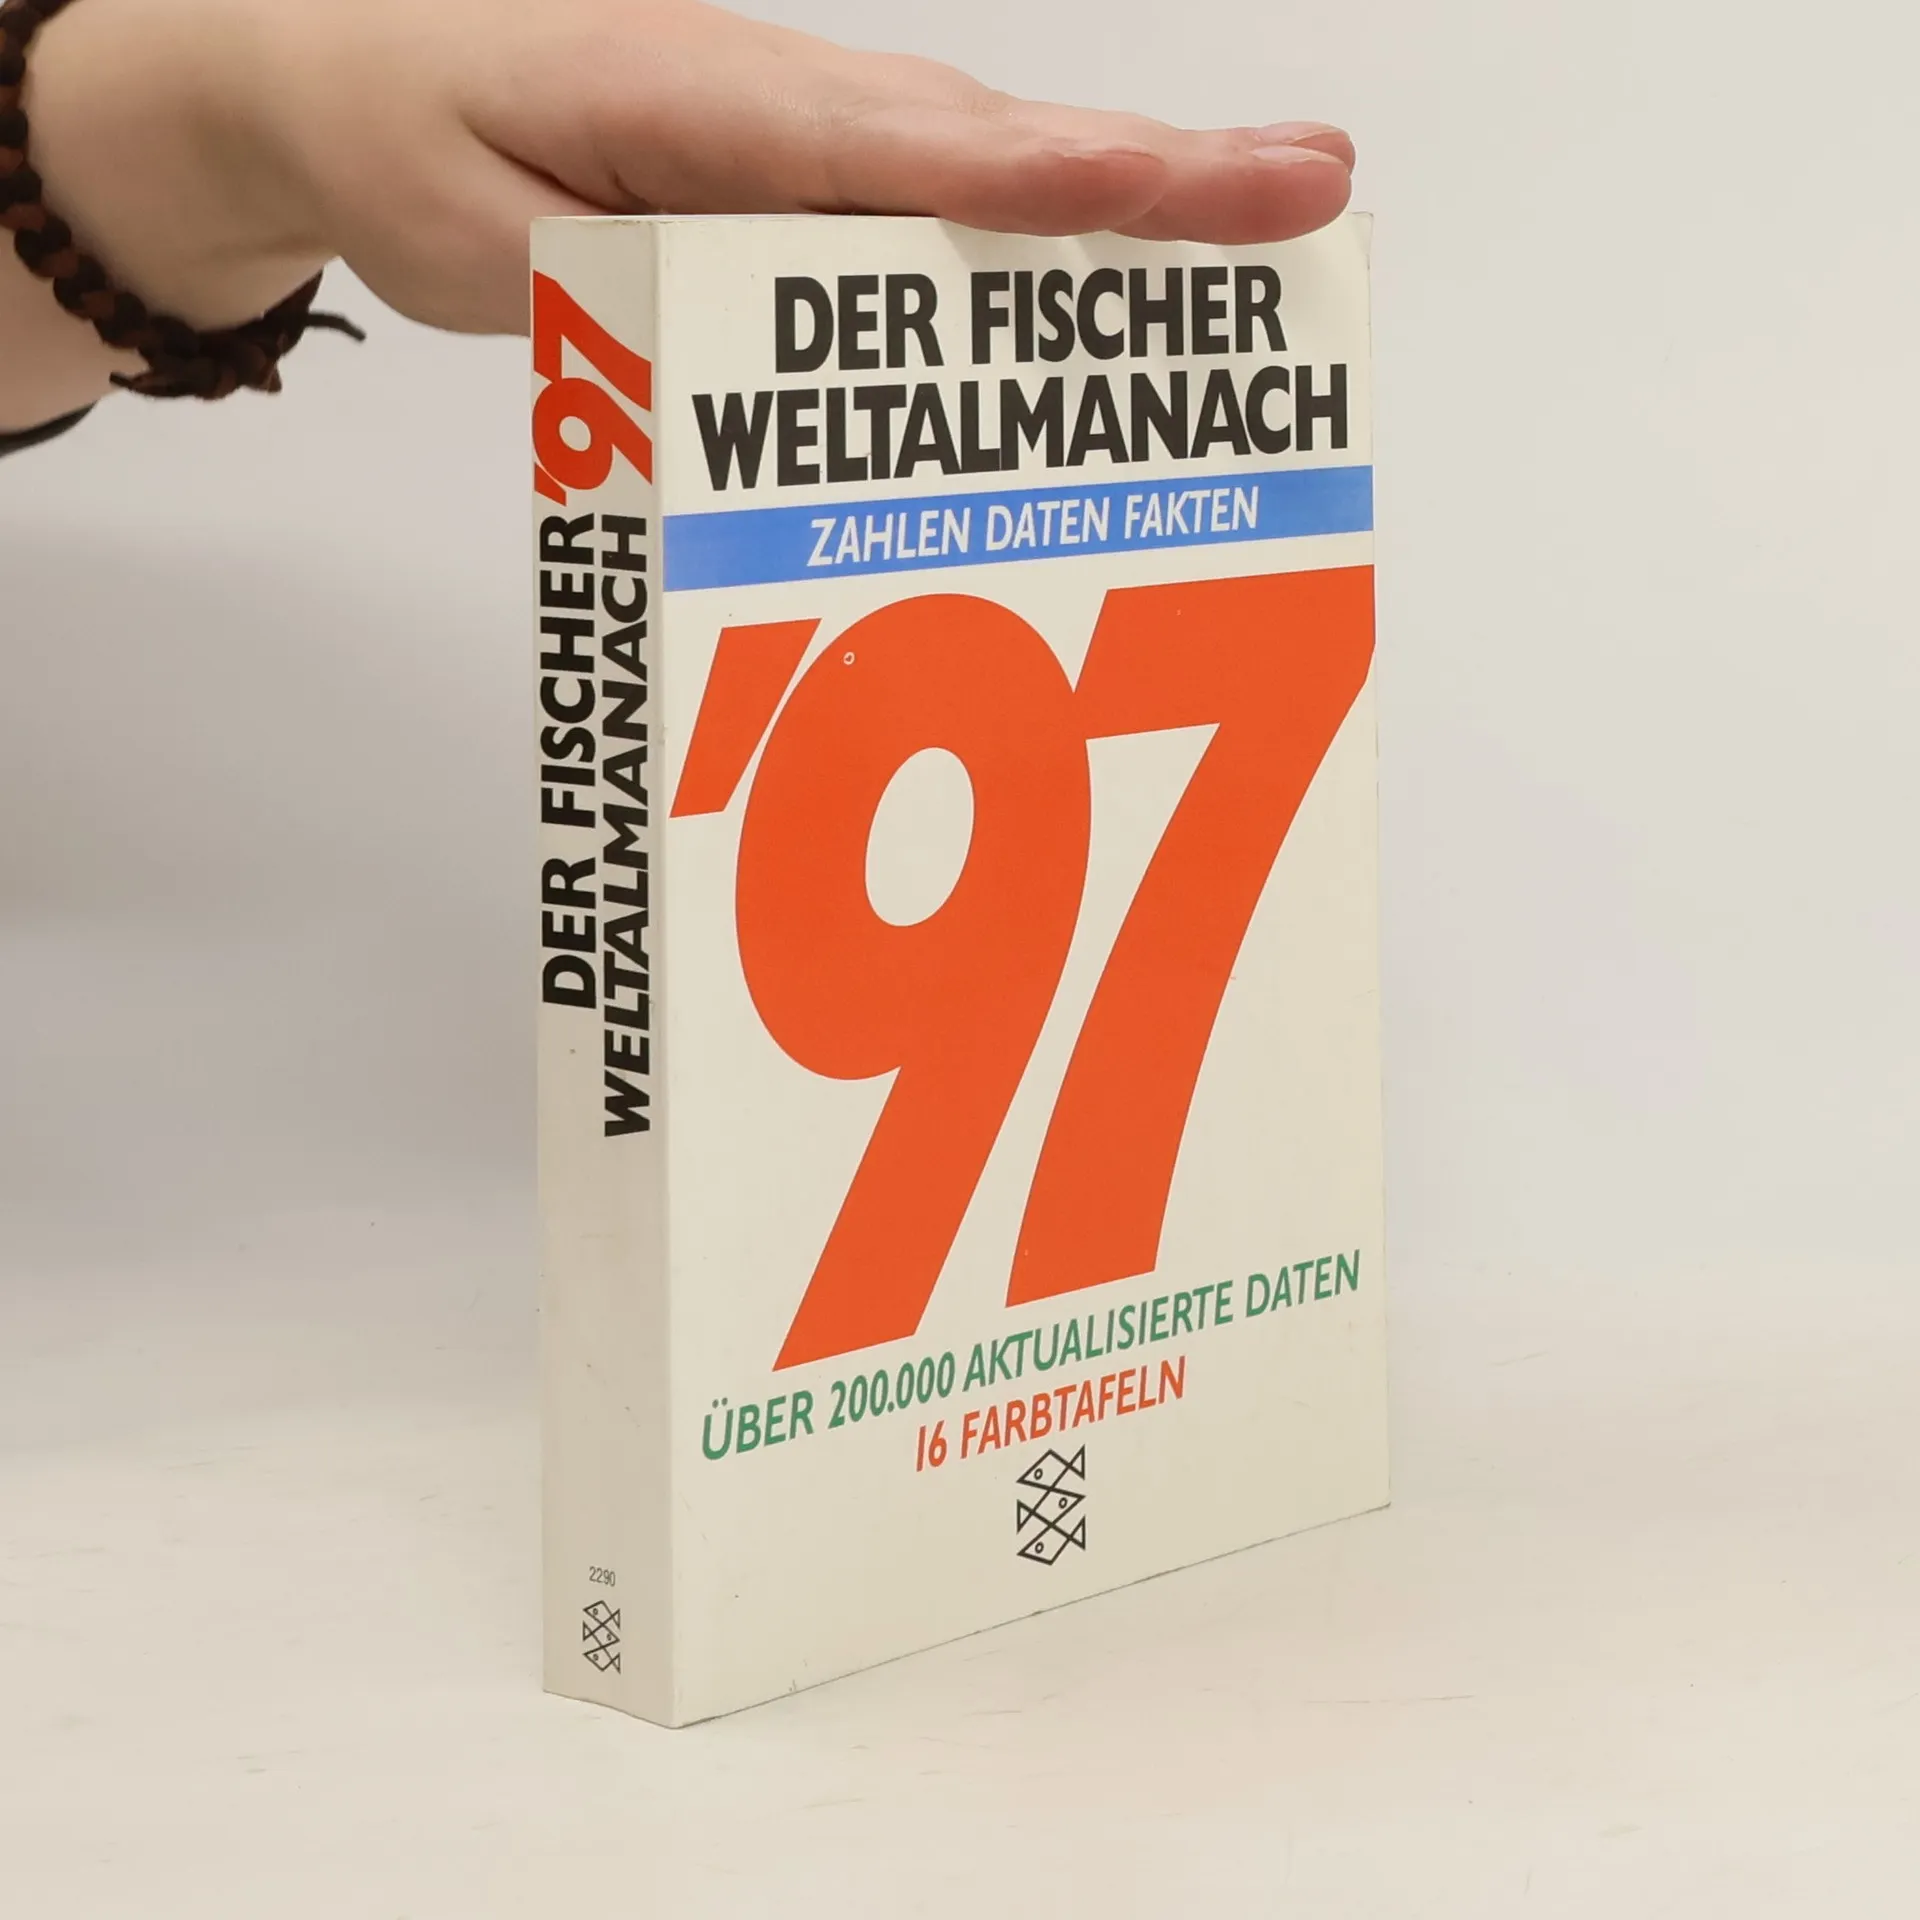 '97
DER FISCHER
WELTALMANACH
2290
DER FISCHER
WELTALMANACH
ZAHLEN DATEN FAKTEN
'97
ÜBER 200.000 AKTUALISIERTE DATEN
16 FARBTAFELN